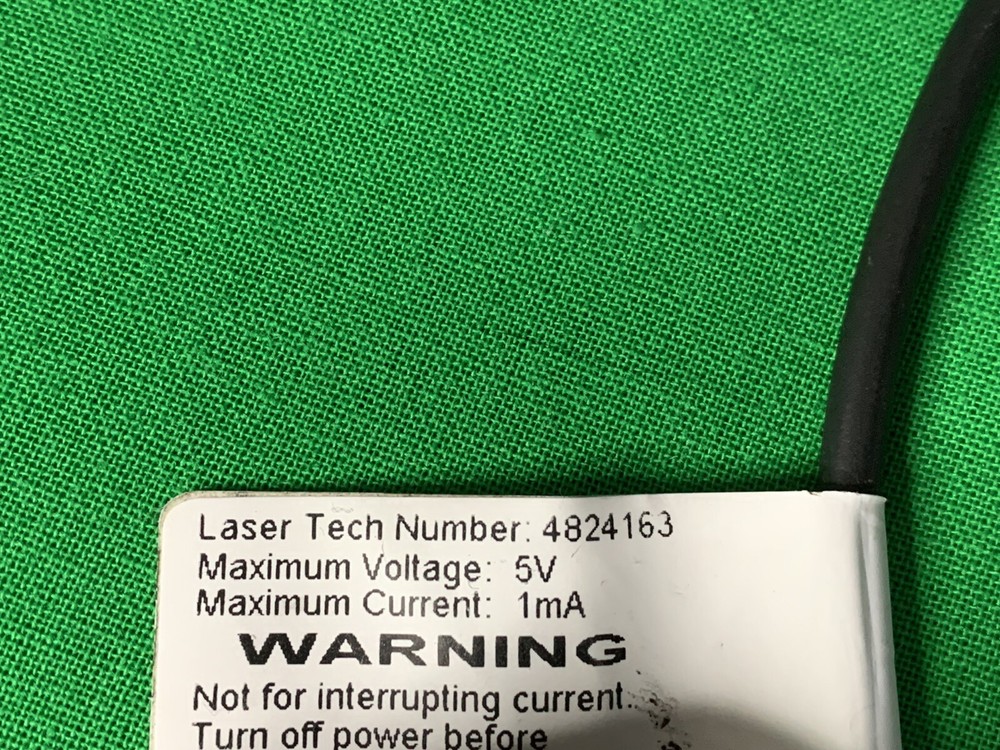 Laser Tech Number: 4824163
Maximum Voltage: 5V
Maximum Current: 1mA
WARNING
Not for interrupting current.
Turn off power before